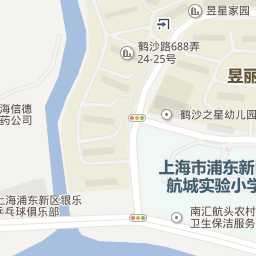 昱星家园
鹤沙路688弄
24-25号
昱丽
海信德
药公司
鹤沙之星幼儿园
上海市浦东新
航城实验小学
上海浦东新区银乐
乒乓球俱乐部
南汇航头农村
卫生保洁服务